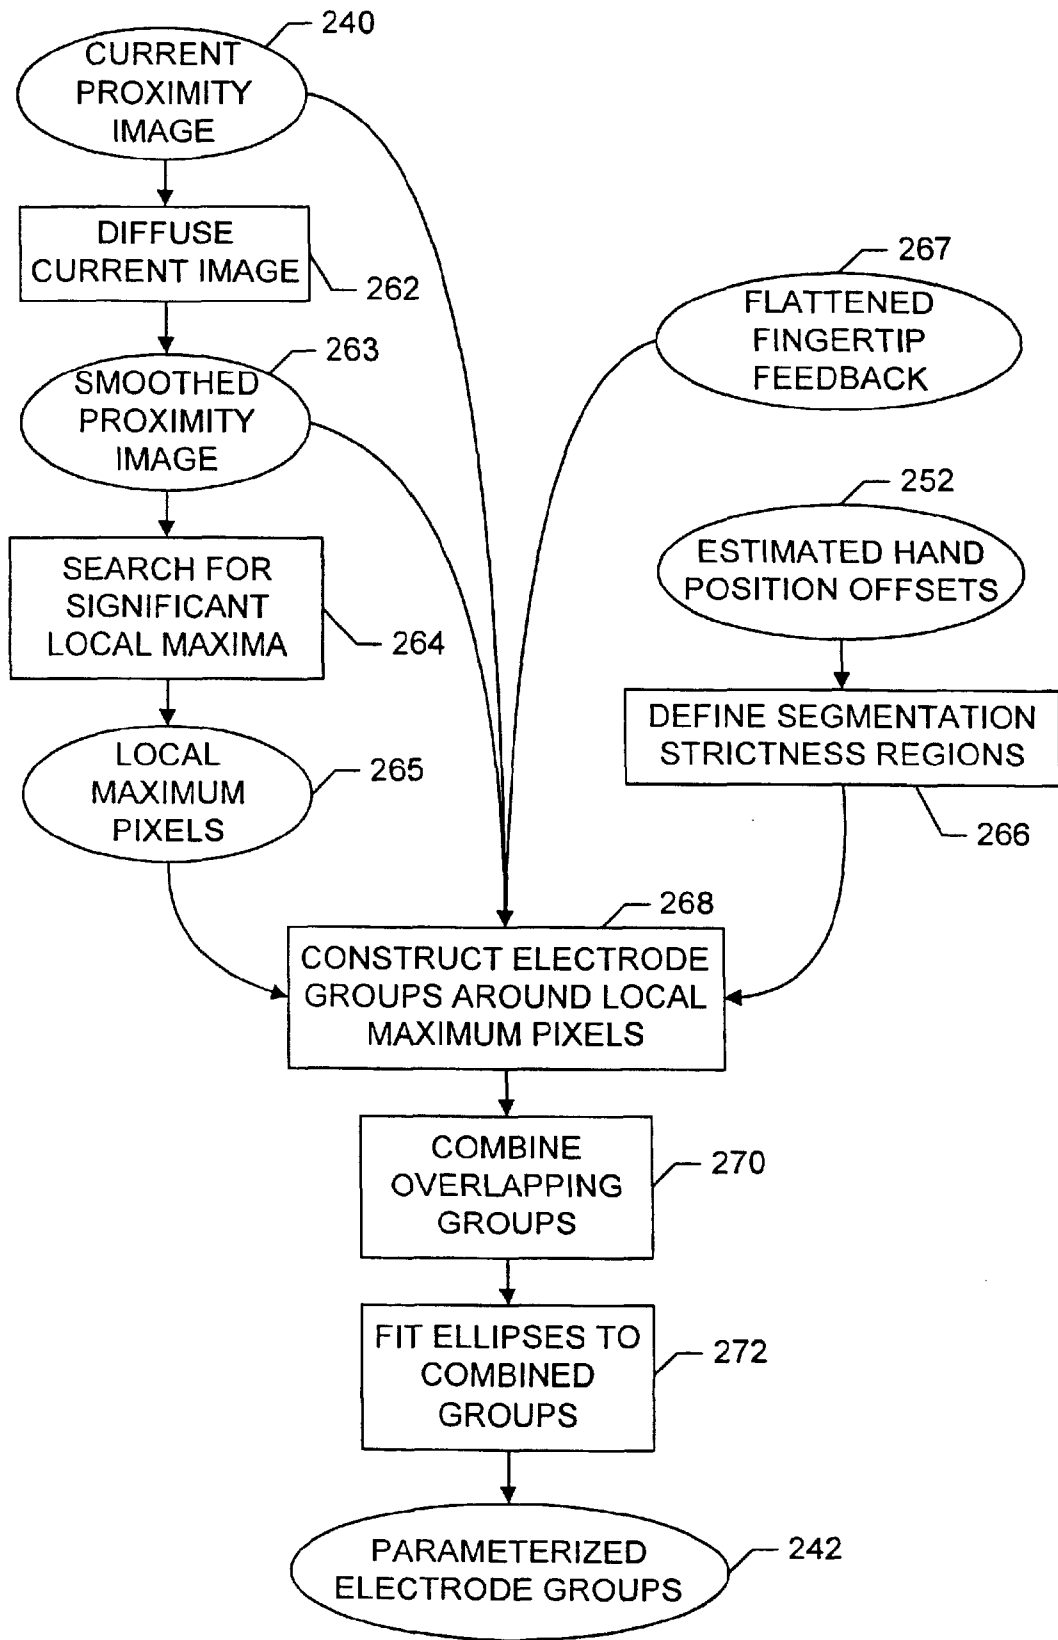 240
CURRENT
PROXIMITY
IMAGE
DIFFUSE
CURRENT IMAGE
262
263
SMOOTHED
PROXIMITY
IMAGE
SEARCH FOR
SIGNIFICANT
LOCAL MAXIMA
264
LOCAL
MAXIMUM
PIXELS
265
267
FLATTENED
FINGERTIP
FEEDBACK
252
ESTIMATED HAND
POSITION OFFSETS
DEFINE SEGMENTATION
STRICTNESS REGIONS
266
268
CONSTRUCT ELECTRODE
GROUPS AROUND LOCAL
MAXIMUM PIXELS
COMBINE
OVERLAPPING
GROUPS
270
FIT ELLIPSES TO
COMBINED
GROUPS
272
PARAMETERIZED
ELECTRODE GROUPS
242